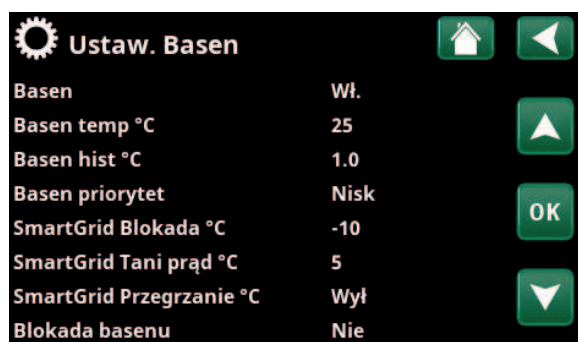 Ustaw. Basen
Basen Wł.
Basen temp °C 25
Basen hist °C 1.0
Basen priorytet Nisk
SmartGrid Blokada °C -10
OK
SmartGrid Tani prąd °C 5
SmartGrid Przegrzanie °C Wył
Blokada basenu Nie